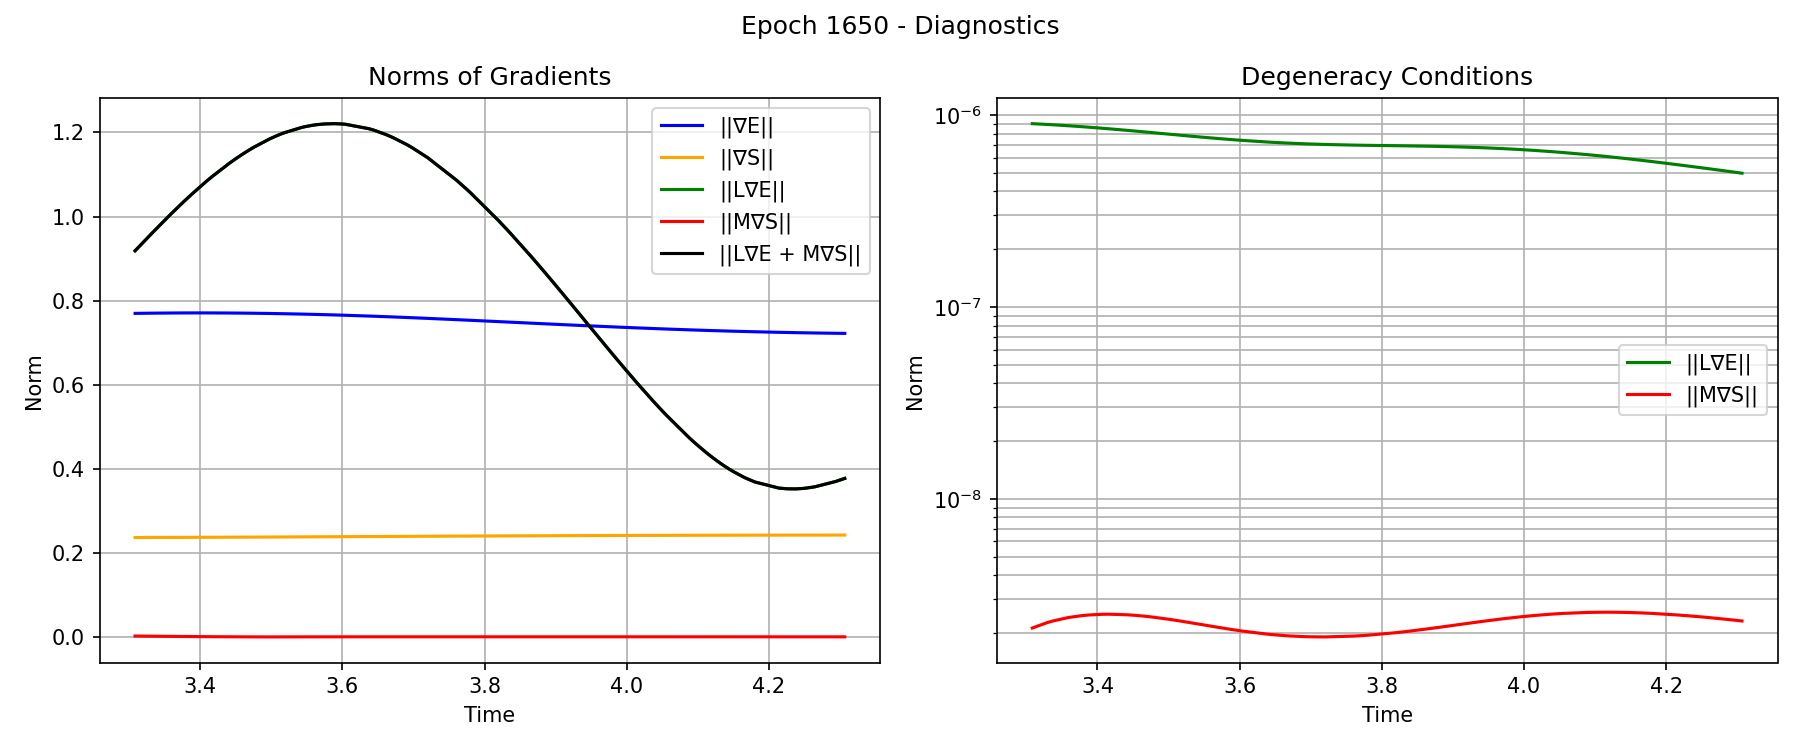 Epoch 1650 - Diagnostics
Norms of Gradients
Norm
1.2
1.0
0.8
0.6
0.4
0.2
0.0
3.4 3.6 3.8 4.0 4.2
Time
||∇E||
||∇S||
||L∇E||
||M∇S||
||L∇E + M∇S||
Degeneracy Conditions
Norm
10⁻⁶
10⁻⁷
10⁻⁸
3.4 3.6 3.8 4.0 4.2
Time
||L∇E||
||M∇S||